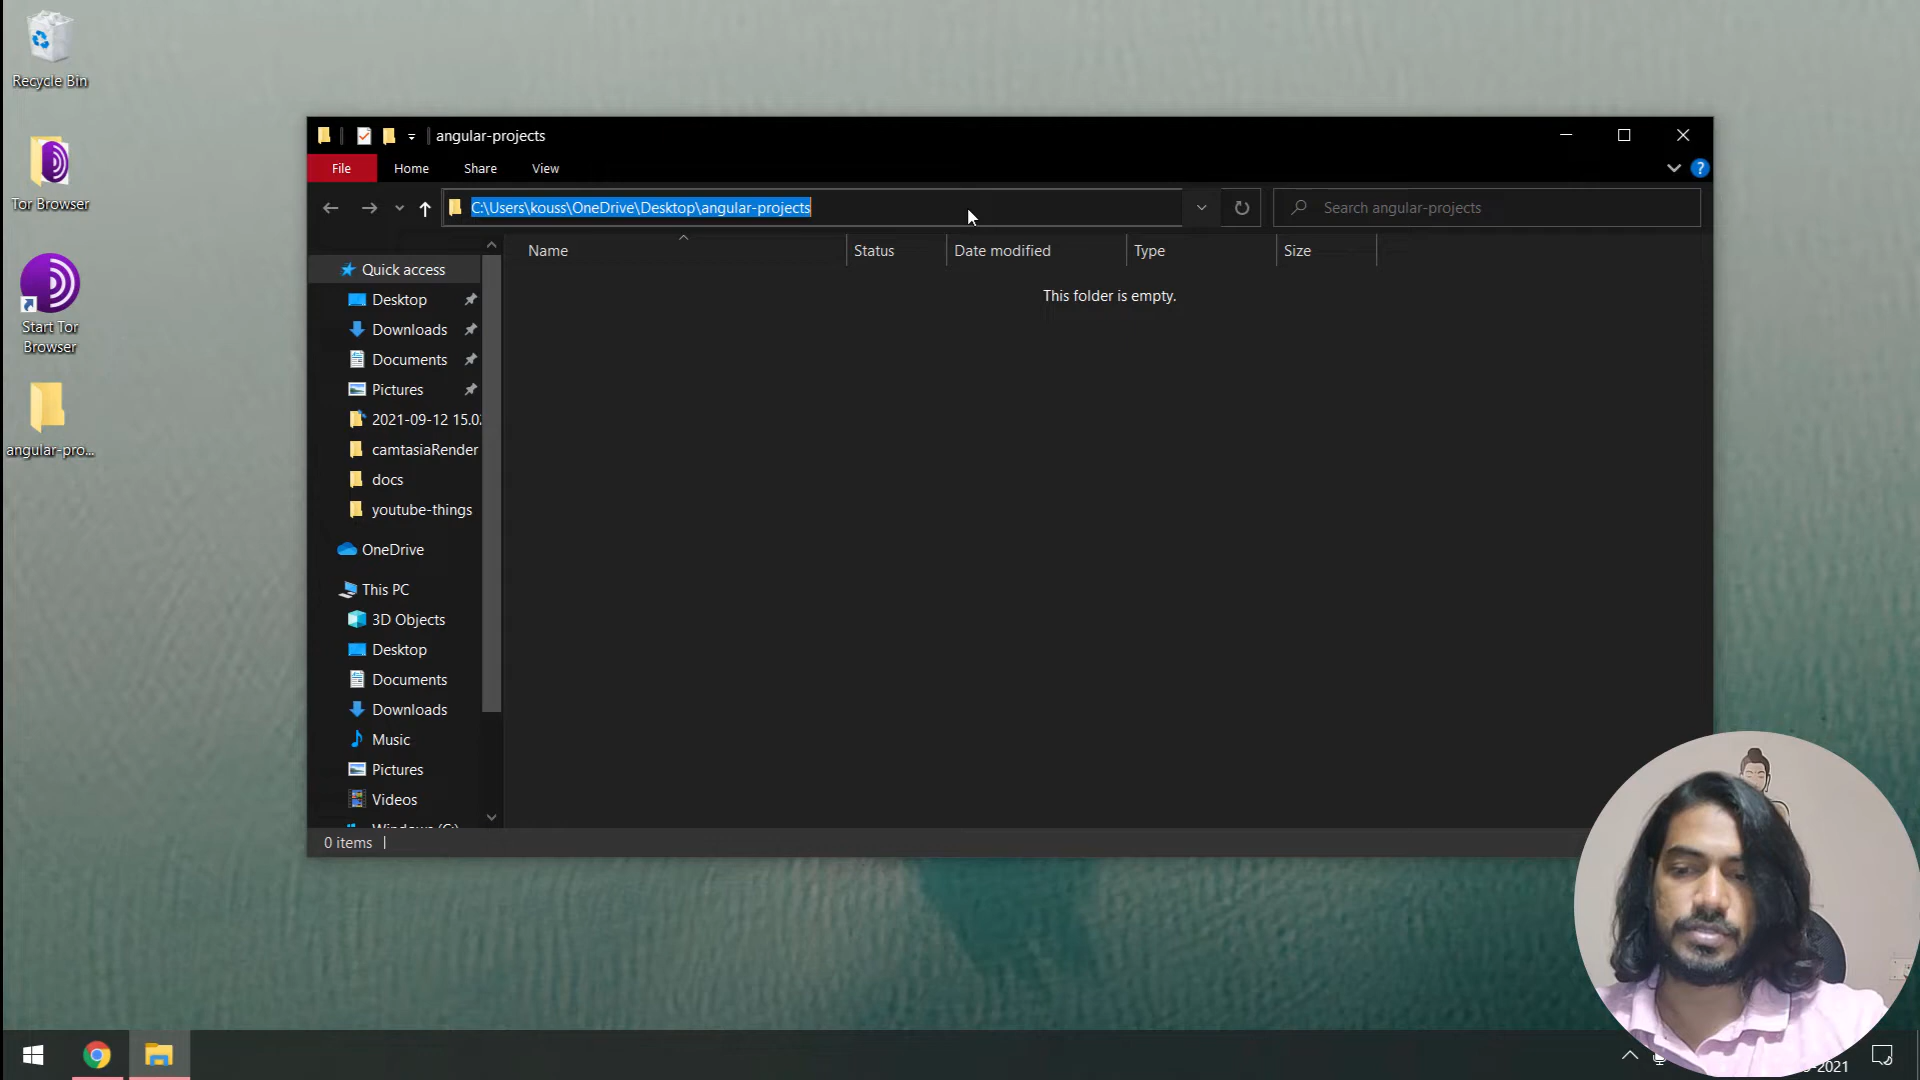 Recycle Bin
Tor Browser
Start Tor
Browser
angular-pro...
angular-projects
File
Home
Share
View
?
C:\Users\kouss\OneDrive\Desktop\angular-projects
Search angular-projects
Name
Status
Date modified
Type
Size
This folder is empty.
Quick access
Desktop
Downloads
Documents
Pictures
2021-09-12 15.0
camtasiaRender
docs
youtube-things
OneDrive
This PC
3D Objects
Desktop
Documents
Downloads
Music
Pictures
Videos
Windows (C:)
0 items
-2021